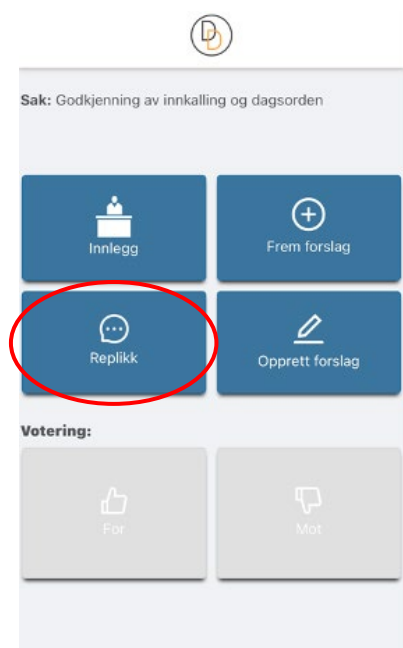 Sak: Godkjenning av innkalling og dagsorden
Innlegg
Frem forslag
Replikk
Opprett forslag
Votering:
For
Mot